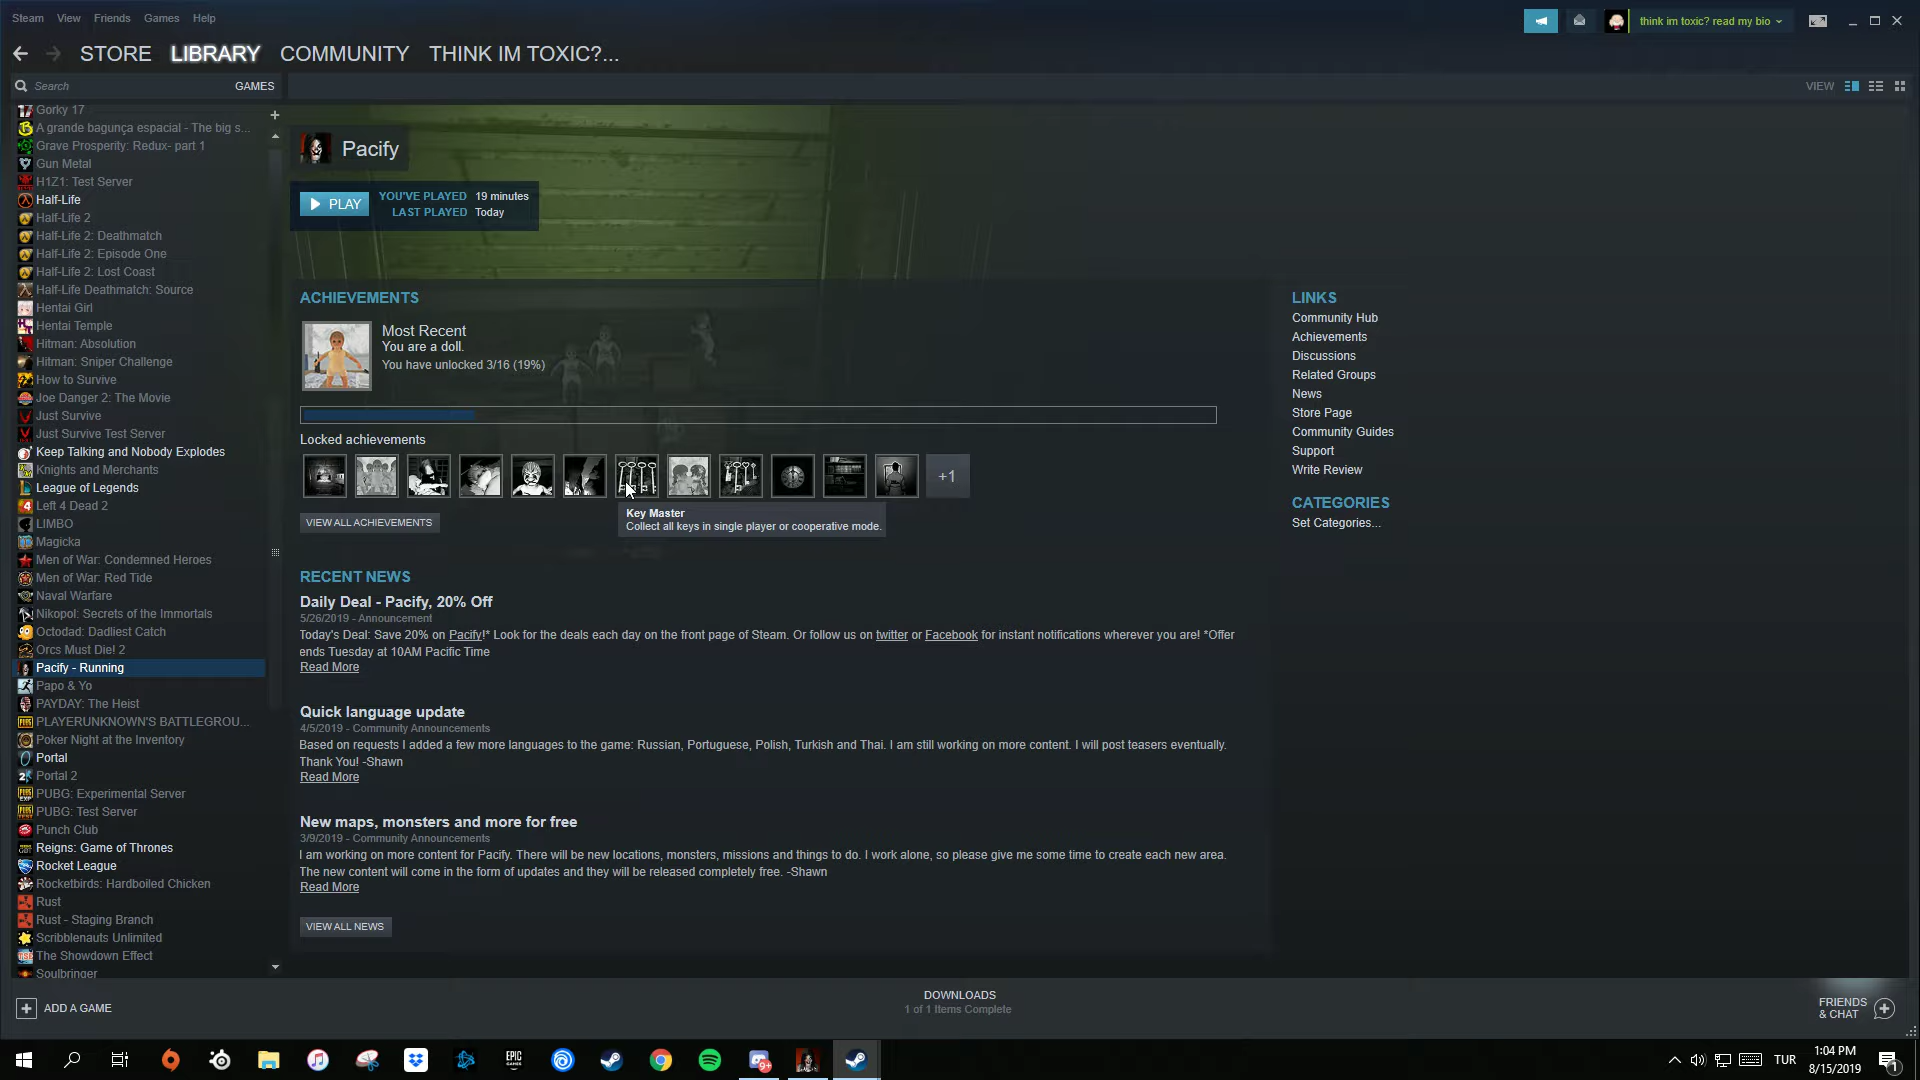 Steam View Friends Games Help
think im toxic? read my bio
STORE LIBRARY COMMUNITY THINK IM TOXIC?...
Search
GAMES
VIEW
Gorky 17
A grande bagunça espacial - The big s...
Grave Prosperity: Redux- part 1
Gun Metal
H1Z1: Test Server
Half-Life
Half-Life 2
Half-Life 2: Deathmatch
Half-Life 2: Episode One
Half-Life 2: Lost Coast
Half-Life Deathmatch: Source
Hentai Girl
Hentai Temple
Hitman: Absolution
Hitman: Sniper Challenge
How to Survive
Joe Danger 2: The Movie
Just Survive
Just Survive Test Server
Keep Talking and Nobody Explodes
Knights and Merchants
League of Legends
Left 4 Dead 2
LIMBO
Magicka
Men of War: Condemned Heroes
Men of War: Red Tide
Naval Warfare
Nikopol: Secrets of the Immortals
Octodad: Dadliest Catch
Orcs Must Die! 2
Pacify - Running
Papo & Yo
PAYDAY: The Heist
PLAYERUNKNOWN'S BATTLEGROU...
Poker Night at the Inventory
Portal
Portal 2
PUBG: Experimental Server
PUBG: Test Server
Punch Club
Reigns: Game of Thrones
Rocket League
Rocketbirds: Hardboiled Chicken
Rust
Rust - Staging Branch
Scribblenauts Unlimited
The Showdown Effect
Soulbringer
Pacify
PLAY
YOU'VE PLAYED 19 minutes
LAST PLAYED Today
ACHIEVEMENTS
Most Recent
You are a doll.
You have unlocked 3/16 (19%)
Locked achievements
+1
Key Master
Collect all keys in single player or cooperative mode.
VIEW ALL ACHIEVEMENTS
RECENT NEWS
Daily Deal - Pacify, 20% Off
5/26/2019 - Announcement
Today's Deal: Save 20% on Pacify!* Look for the deals each day on the front page of Steam. Or follow us on twitter or Facebook for instant notifications wherever you are! *Offer
ends Tuesday at 10AM Pacific Time
Read More
Quick language update
4/5/2019 - Community Announcements
Based on requests I added a few more languages to the game: Russian, Portuguese, Polish, Turkish and Thai. I am still working on more content. I will post teasers eventually.
Thank You! -Shawn
Read More
New maps, monsters and more for free
3/9/2019 - Community Announcements
I am working on more content for Pacify. There will be new locations, monsters, missions and things to do. I work alone, so please give me some time to create each new area.
The new content will come in the form of updates and they will be released completely free. -Shawn
Read More
VIEW ALL NEWS
LINKS
Community Hub
Achievements
Discussions
Related Groups
News
Store Page
Community Guides
Support
Write Review
CATEGORIES
Set Categories...
ADD A GAME
DOWNLOADS
1 of 1 Items Complete
FRIENDS
& CHAT
EPIC
GAMES
9+
TUR
1:04 PM
8/15/2019
1